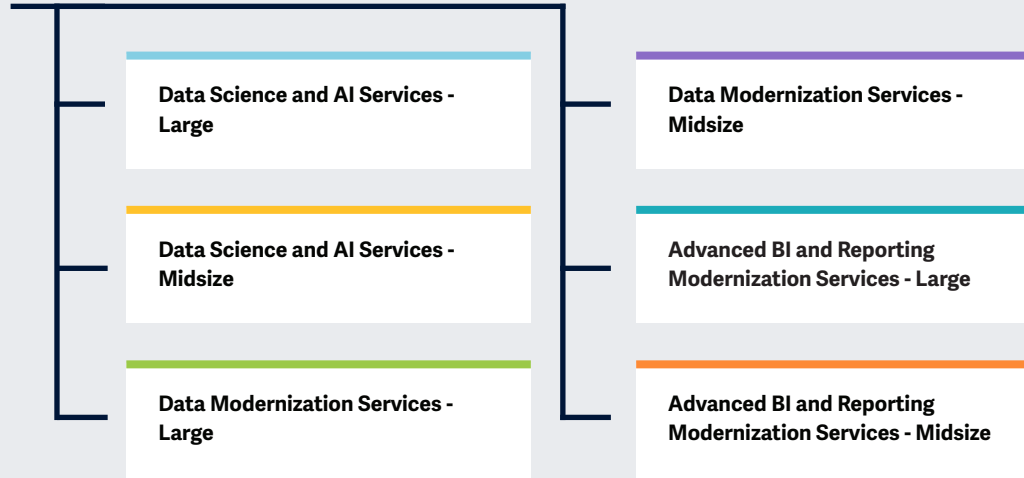 Data Science and AI Services -
Large
Data Science and AI Services -
Midsize
Data Modernization Services -
Large
Data Modernization Services -
Midsize
Advanced BI and Reporting
Modernization Services - Large
Advanced BI and Reporting
Modernization Services - Midsize